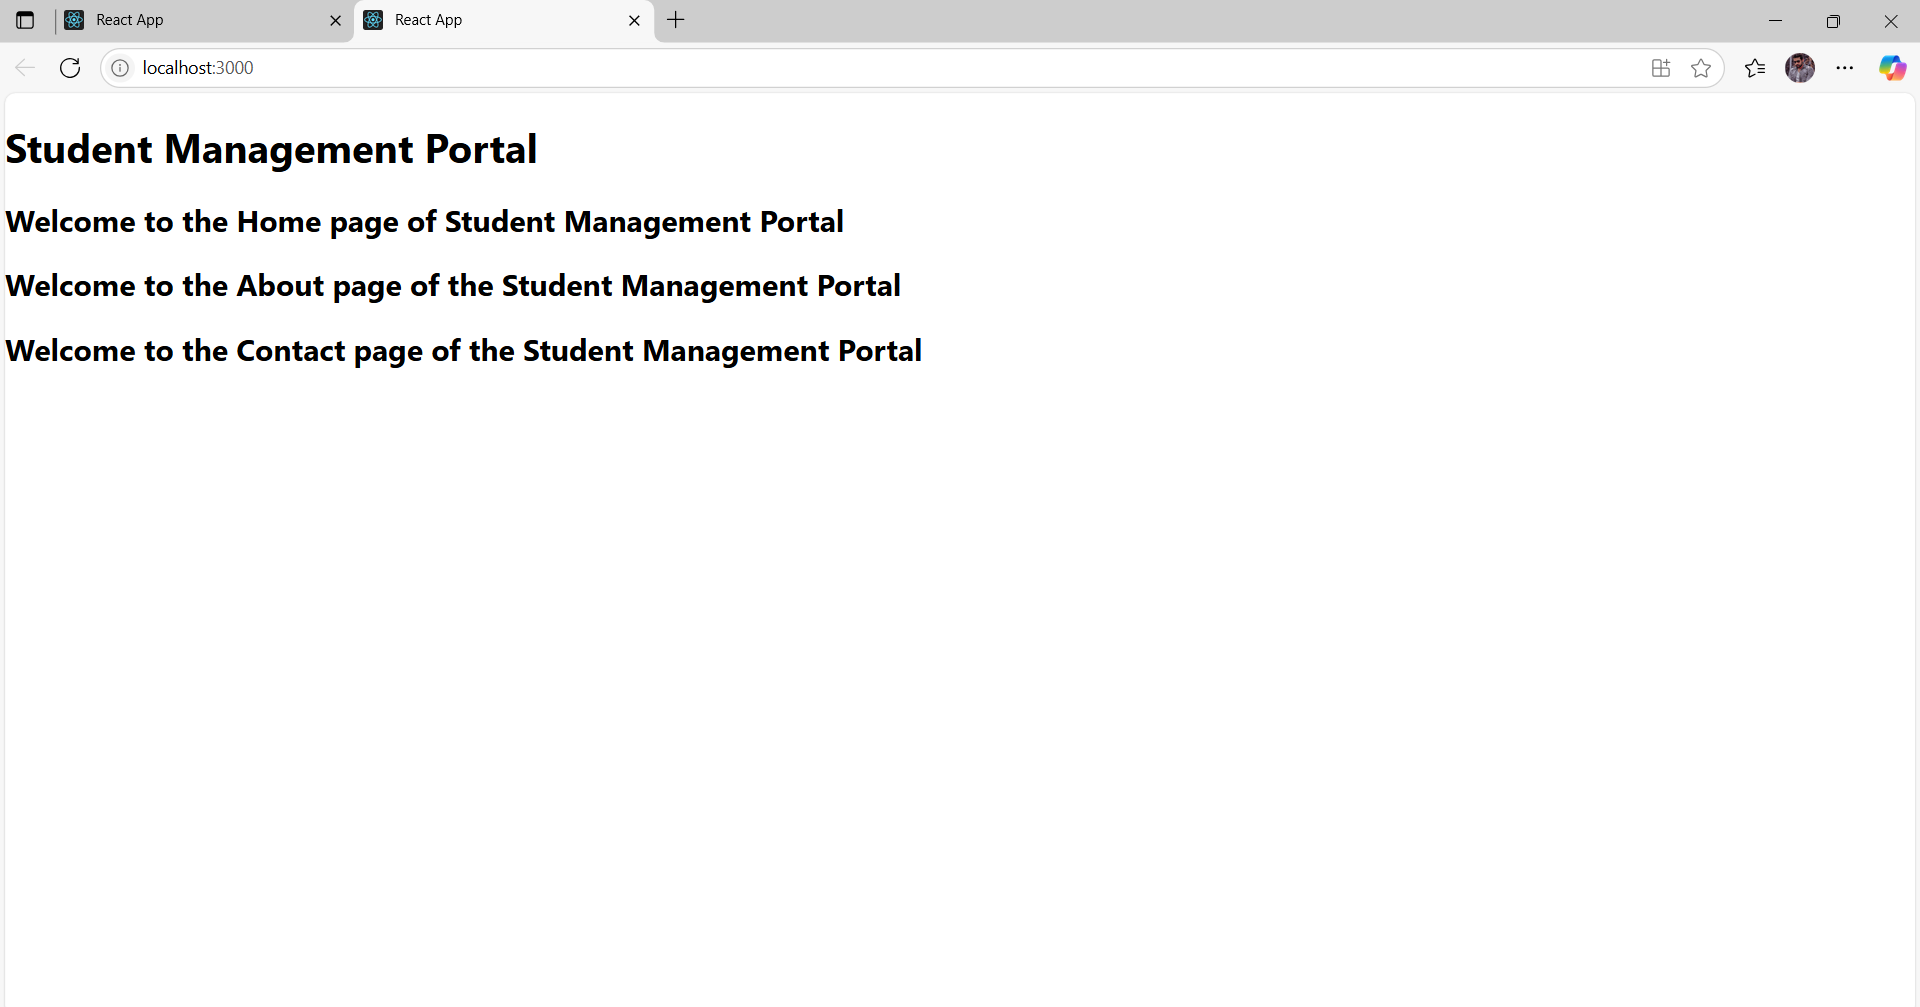 React App
React App
localhost:3000
Student Management Portal
Welcome to the Home page of Student Management Portal
Welcome to the About page of the Student Management Portal
Welcome to the Contact page of the Student Management Portal